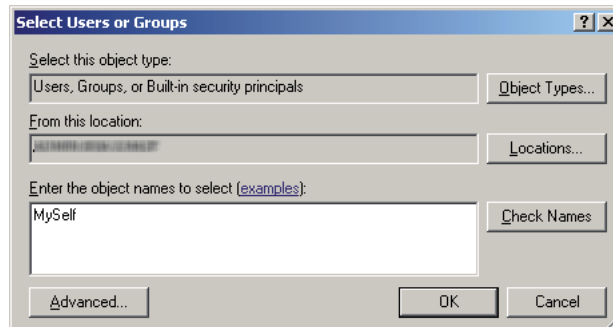 Select Users or Groups
Select this object type:
Users, Groups, or Built-in security principals
Object Types...
From this location:
Locations...
Enter the object names to select (examples):
MySelf
Check Names
Advanced...
OK
Cancel